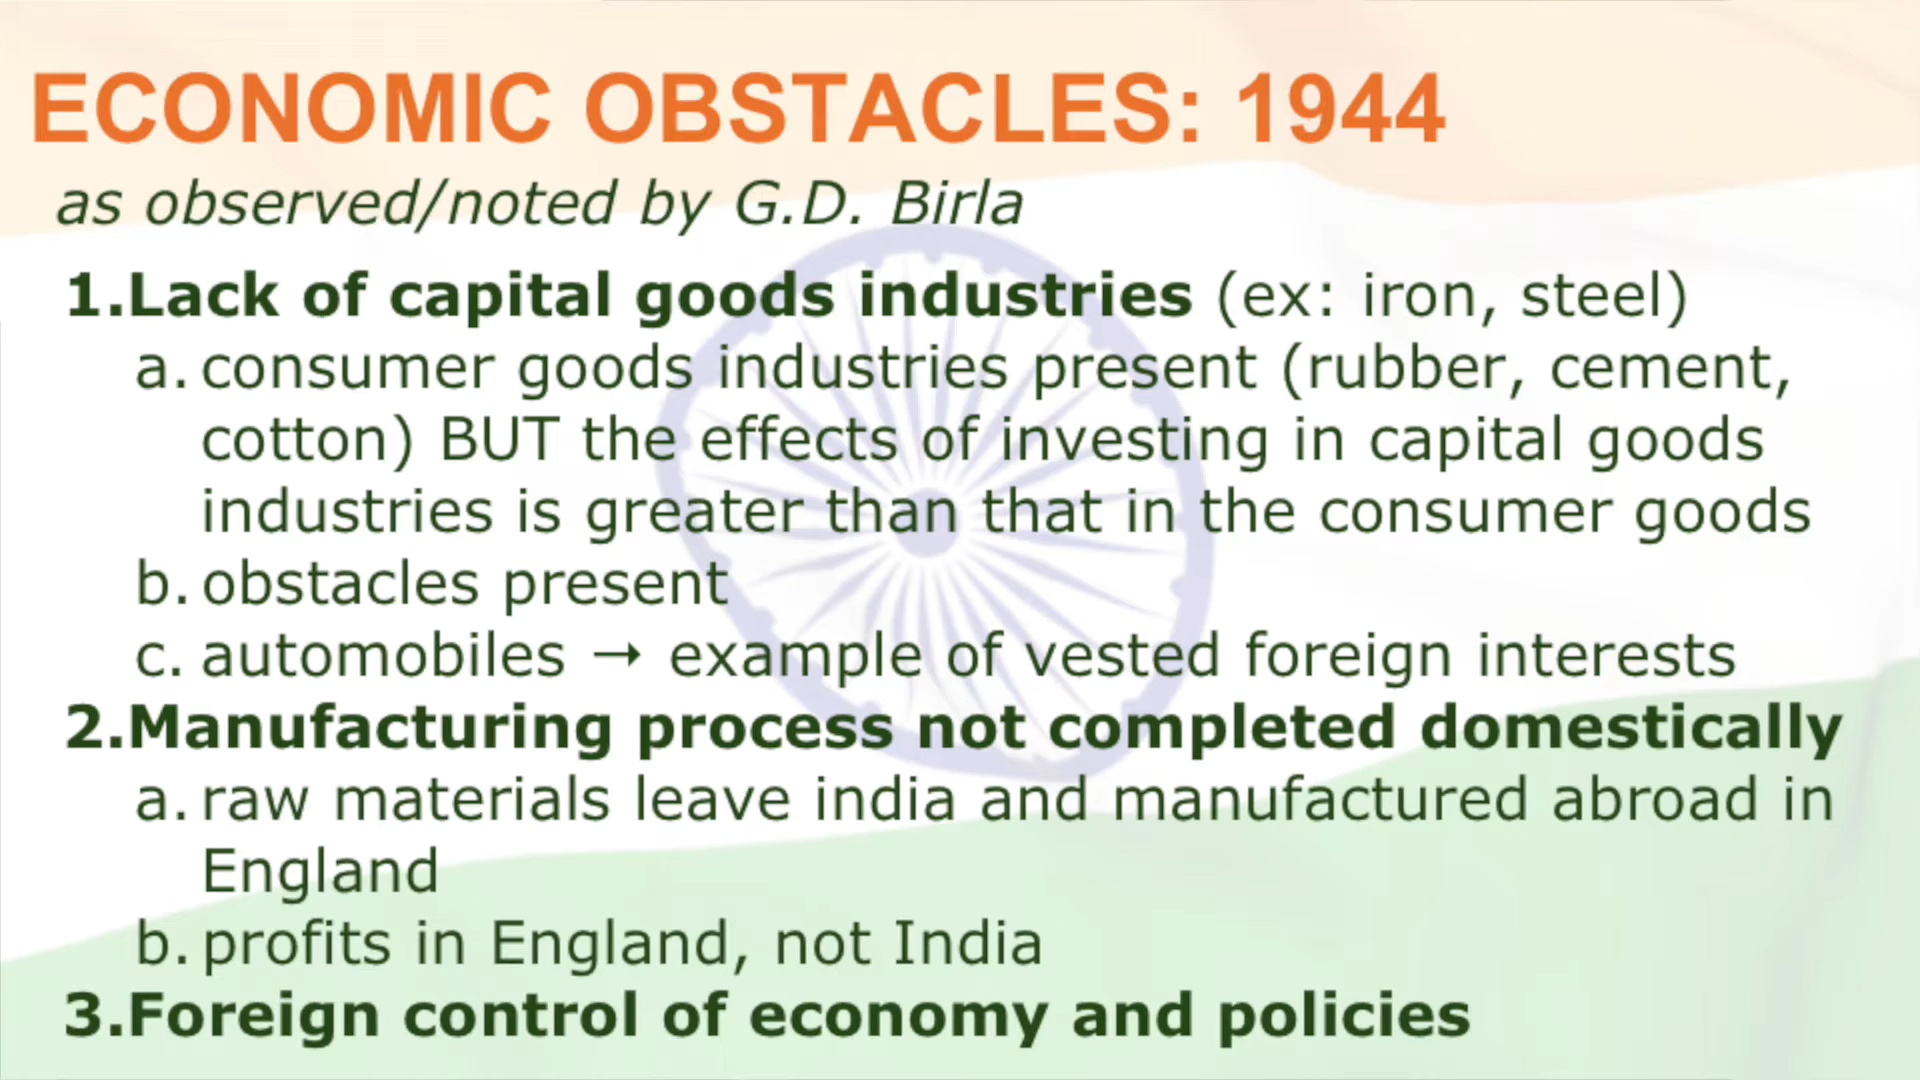 ECONOMIC OBSTACLES: 1944
as observed/noted by G.D. Birla
1.Lack of capital goods industries (ex: iron, steel)
a. consumer goods industries present (rubber, cement,
cotton) BUT the effects of investing in capital goods
industries is greater than that in the consumer goods
b. obstacles present
c. automobiles → example of vested foreign interests
2.Manufacturing process not completed domestically
a. raw materials leave india and manufactured abroad in
England
b. profits in England, not India
3.Foreign control of economy and policies